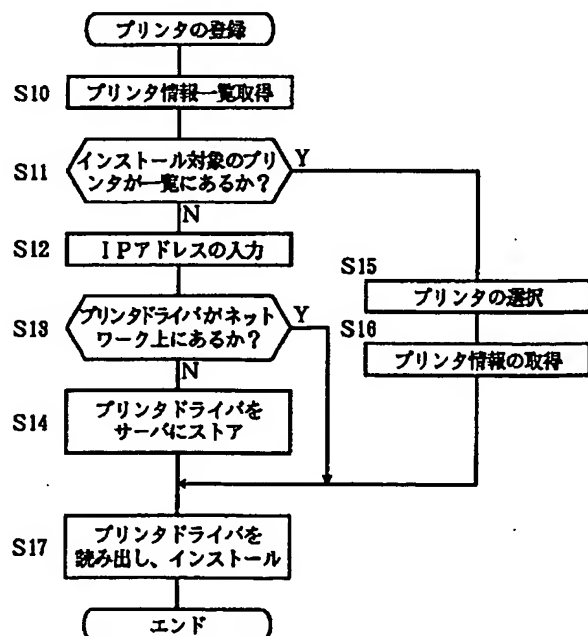 プリンタの登録
S10
プリンタ情報一覧取得
S11
インストール対象のプリ
ンタが一覧にあるか？
Y
N
S12
IPアドレスの入力
S13
プリンタドライバがネット
ワーク上にあるか？
Y
N
S14
プリンタドライバを
サーバにストア
S15
プリンタの選択
S16
プリンタ情報の取得
S17
プリンタドライバを
読み出し、インストール
エンド